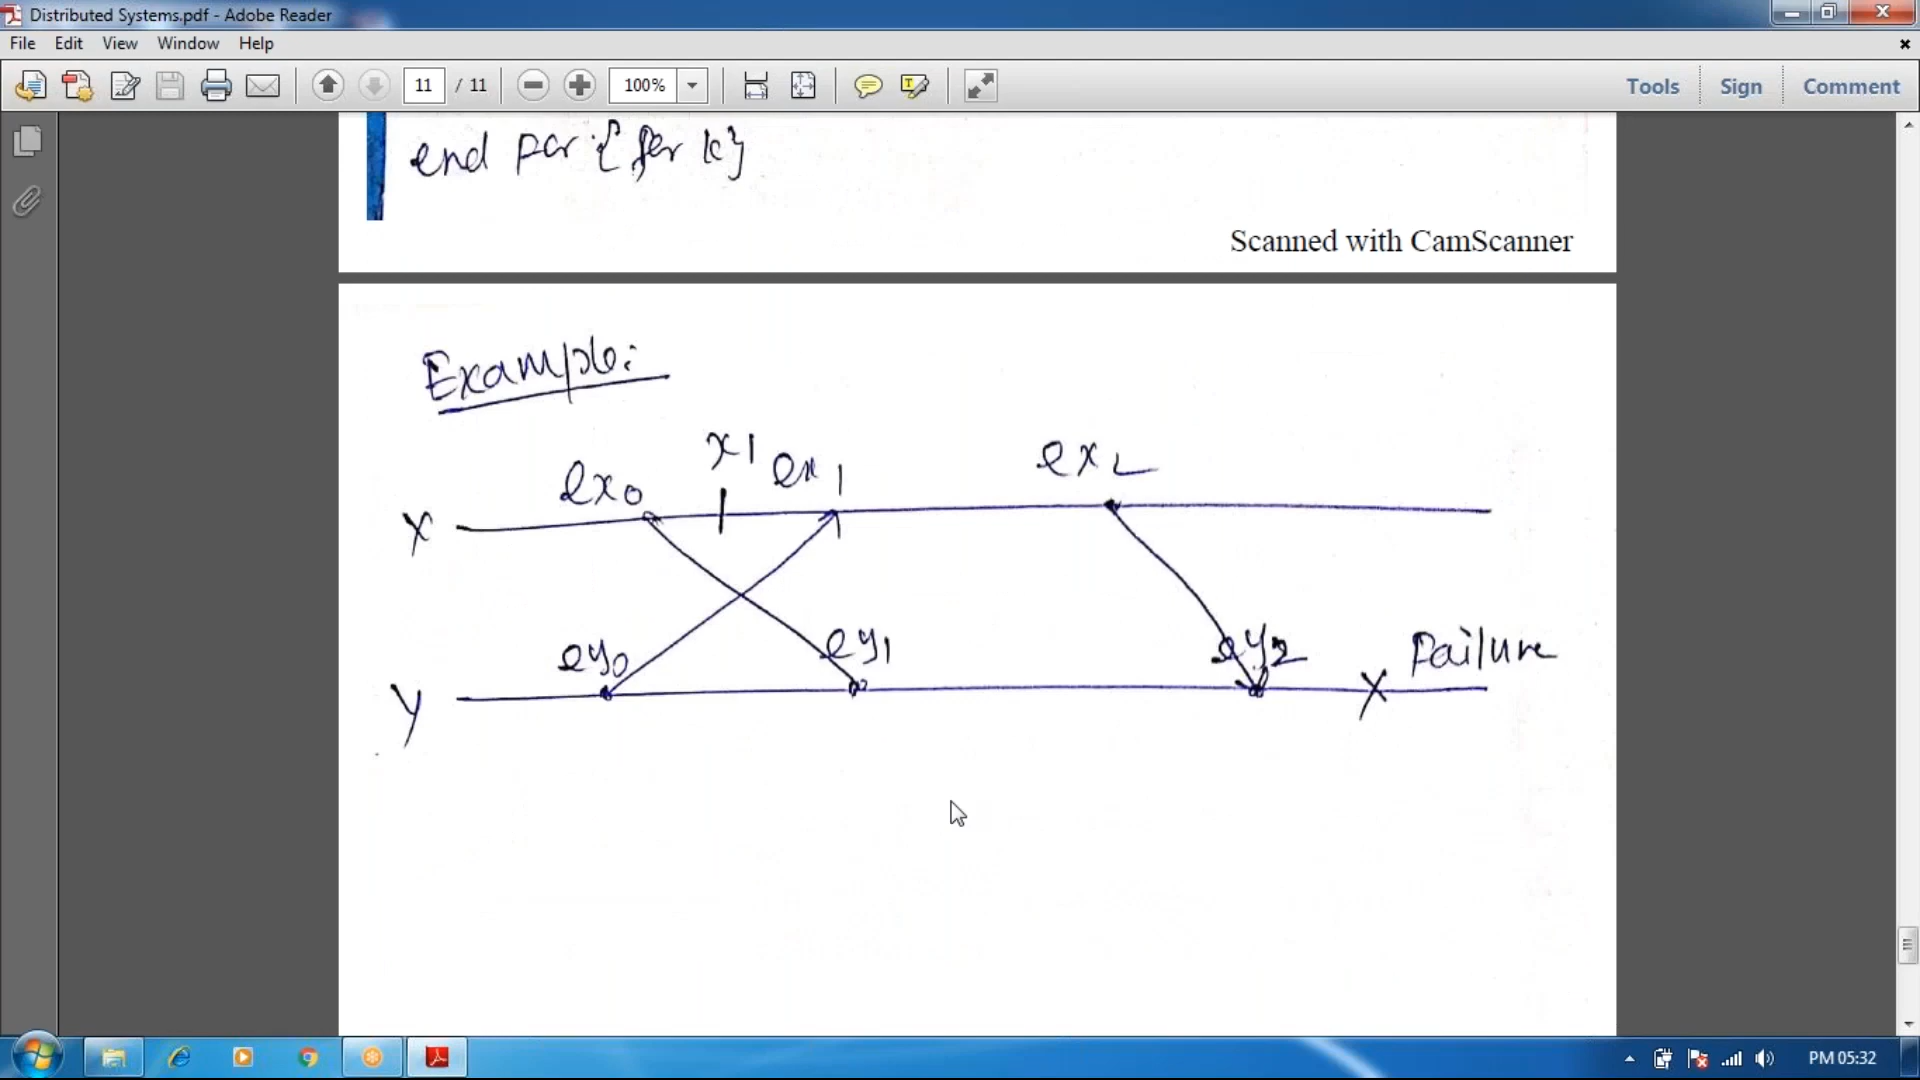 Distributed Systems.pdf - Adobe Reader
File Edit View Window Help
11 / 11 100% Tools Sign Comment
end for {for k}
Scanned with CamScanner
Example:
x1
ex0 ex1 ex2
X
ey0 ey1 ey2 Failure
Y X
PM 05:32